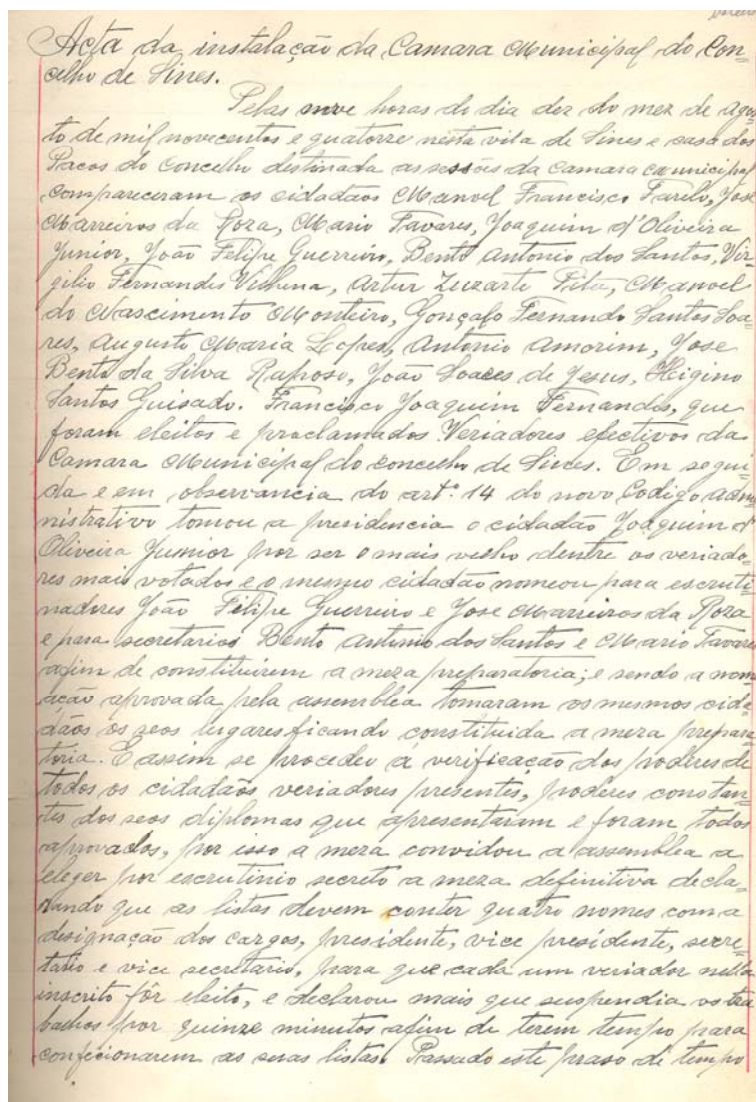 Acta da instalação da Camara Municipal do Con=
celho de Sines.
Pelas nove horas do dia dez do mez de Agos
to de mil novecentos e quatorze nesta vila de Sines e casa dos
Pacos do Concelho destinada as sessões da Camara Municipal
compareceram os cidadãos Manoel Francisco Farelo, José
Marreiros da Roza, Mario Tavares, Joaquim d'Oliveira
Junior, João Felipe Guerreiro, Bento Antonio dos Santos, Vir=
gilio Fernandes Vilhena, Artur Zuzarte Pita, Manoel
do Nascimento Monteiro, Gonçalo Fernando Santos Soa=
res, Augusto Maria Lopes, Antonio Amorim, José
Bento da Silva Raposo, João Soares de Jesus, Higino
Santos Guisado. Francisco Joaquim Fernandes, que
foram eleitos e proclamados Veriadores efectivos da
Camara Municipal do concelho de Sines. Em segui=
da e em observancia do artº. 14 do novo Codigo admi
nistrativo tomou a presidencia o cidadão Joaquim d'
Oliveira Junior por ser o mais velho dentre os veriado=
res mais votados e o mesmo cidadão nomeou para escruti=
nadores João Filipe Guerreiro e José Marreiros da Roza
e para secretarios Bento Antonio dos Santos e Mario Tavares
afim de constituirem a meza preparatoria; e sendo a nome
ação aprovada pela assemblea tomaram os mesmos cida
dãos os seos lugares ficando constituida a meza prepara
toria. E assim se procedeu á verificação dos poderes de
todos os cidadãos veriadores presentes, poderes constan=
tes dos seos diplomas que apresentaram e foram todos
aprovados, por isso a meza convidou a assemblea a
eleger por escrutinio secreto a meza definitiva decla=
rando que as listas devem conter quatro nomes com a
designação dos cargos, presidente, vice presidente, secre=
tario e vice secretario, para que cada um veriador nella
inscrito fôr eleito, e declarou mais que suspendia os tra
balhos por quinze minutos afim de terem tempo para
confecionarem as suas listas. Passado este praso de tempo